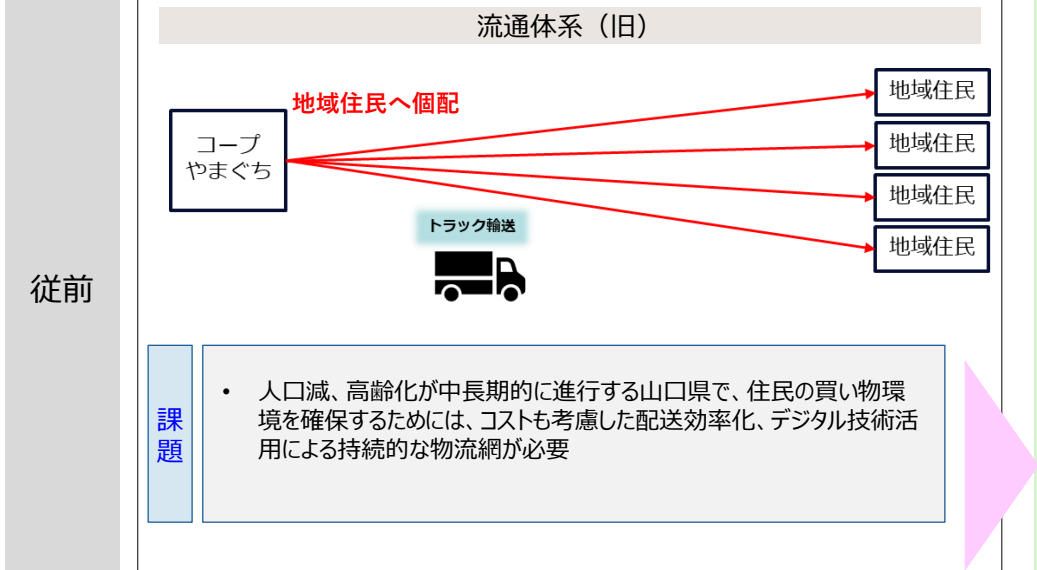 流通体系（旧）
地域住民へ個配
コープ
やまぐち
地域住民
地域住民
地域住民
地域住民
トラック輸送
従前
課題
• 人口減、高齢化が中長期的に進行する山口県で、住民の買い物環
境を確保するためには、コストも考慮した配送効率化、デジタル技術活
用による持続的な物流網が必要